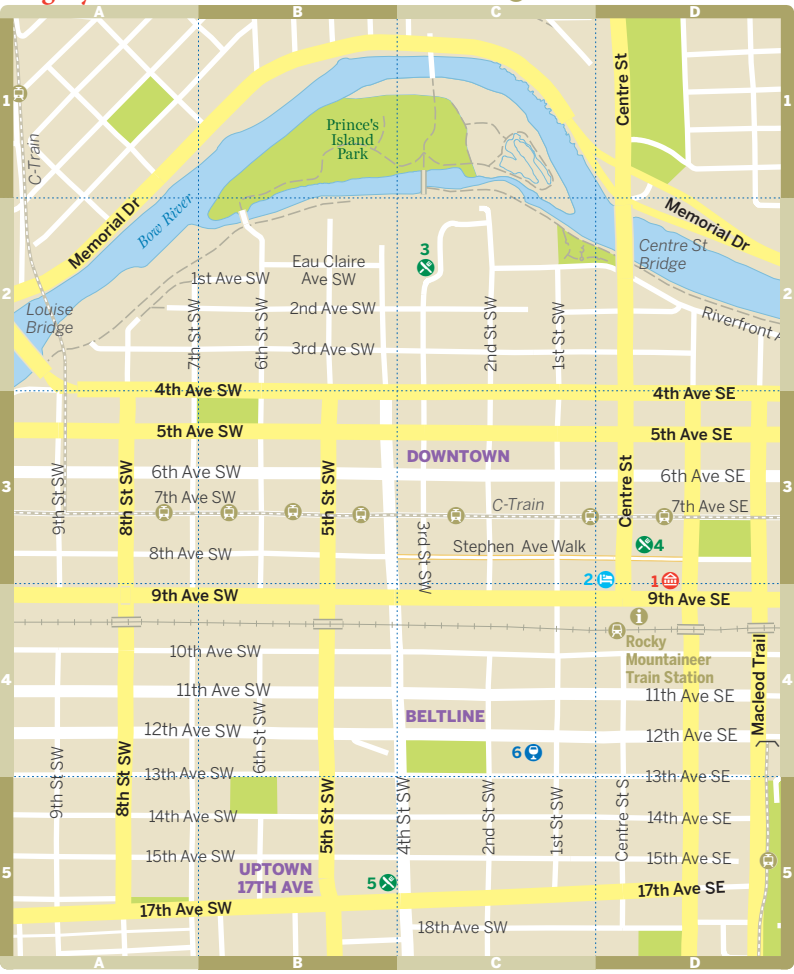 A B C D
1
1
C-Train
Centre St
Prince's
Island
Park
Bow River
Memorial Dr
Memorial Dr
3
Centre St
Bridge
Eau Claire
Ave SW
1st Ave SW
2
2
Louise
Bridge
2nd Ave SW
7th St SW
6th St SW
2nd St SW
1st St SW
Riverfront A
3rd Ave SW
4th Ave SW
4th Ave SE
5th Ave SW
5th Ave SE
DOWNTOWN
6th Ave SW
6th Ave SE
3
3
9th St SW
8th St SW
5th St SW
Centre St
7th Ave SW
C-Train
7th Ave SE
3rd St SW
Stephen Ave Walk
4
8th Ave SW
2
1
9th Ave SW
9th Ave SE
i
Rocky
Mountaineer
Train Station
10th Ave SW
4
4
Macleod Trail
11th Ave SW
11th Ave SE
BELTLINE
12th Ave SW
12th Ave SE
6th St SW
6
9th St SW
8th St SW
13th Ave SW
13th Ave SE
5th St SW
4th St SW
2nd St SW
1st St SW
Centre St S
14th Ave SW
14th Ave SE
15th Ave SW
15th Ave SE
5
5
UPTOWN
17TH AVE
5
17th Ave SE
17th Ave SW
18th Ave SW
A B C D